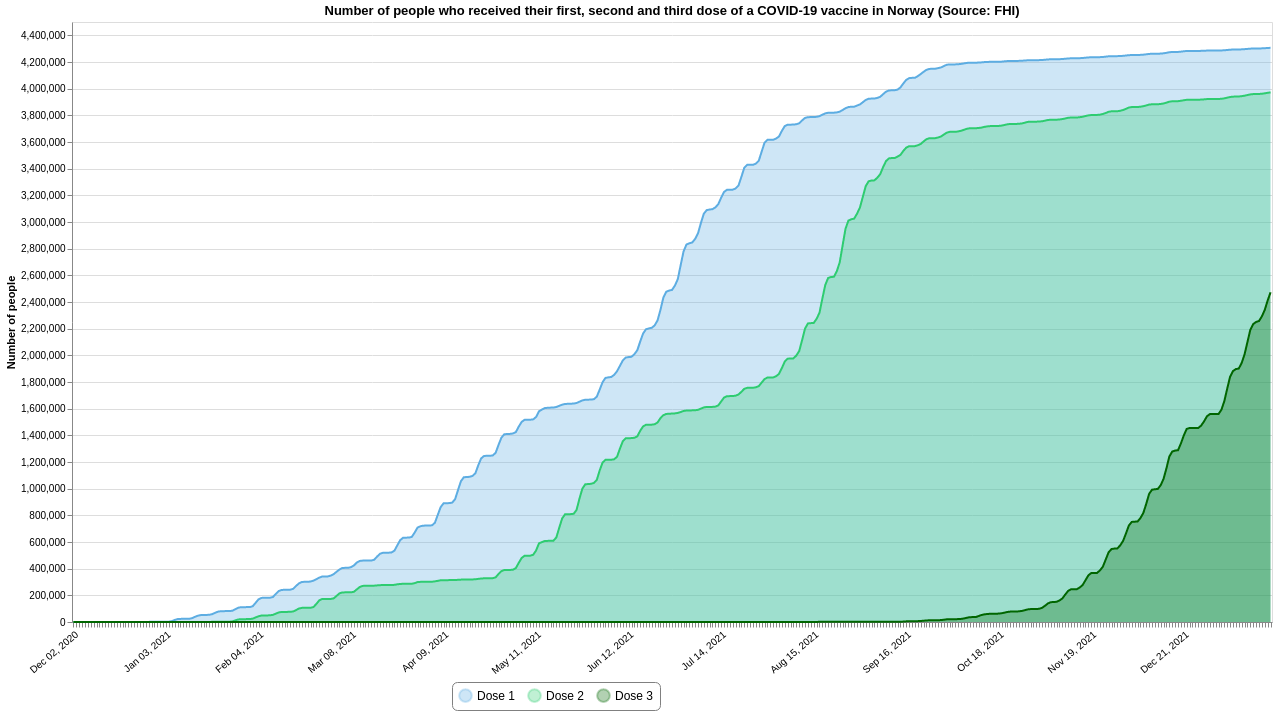 Number of people who received their first, second and third dose of a COVID-19 vaccine in Norway (Source: FHI)
Number of people
4,400,000
4,200,000
4,000,000
3,800,000
3,600,000
3,400,000
3,200,000
3,000,000
2,800,000
2,600,000
2,400,000
2,200,000
2,000,000
1,800,000
1,600,000
1,400,000
1,200,000
1,000,000
800,000
600,000
400,000
200,000
0
Dec 02, 2020
Jan 03, 2021
Feb 04, 2021
Mar 08, 2021
Apr 09, 2021
May 11, 2021
Jun 12, 2021
Jul 14, 2021
Aug 15, 2021
Sep 16, 2021
Oct 18, 2021
Nov 19, 2021
Dec 21, 2021
Dose 1 Dose 2 Dose 3